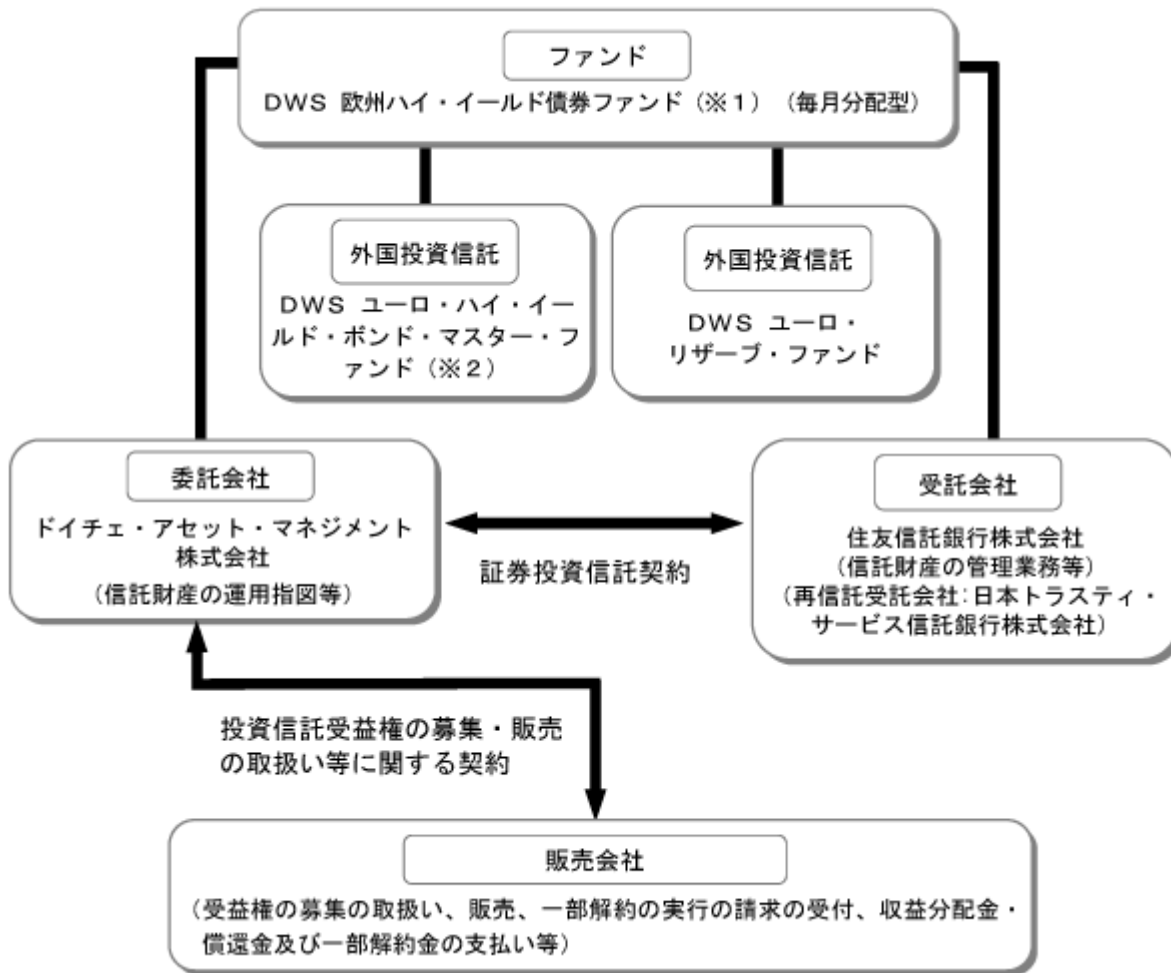 ファンド
DWS 欧州ハイ・イールド債券ファンド(※1)(毎月分配型)
外国投資信託
DWS ユーロ・ハイ・イー
ルド・ボンド・マスター・フ
ァンド(※2)
外国投資信託
DWS ユーロ・
リザーブ・ファンド
委託会社
ドイチェ・アセット・マネジメント
株式会社
(信託財産の運用指図等)
証券投資信託契約
受託会社
住友信託銀行株式会社
(信託財産の管理業務等)
(再信託受託会社:日本トラスティ・
サービス信託銀行株式会社)
投資信託受益権の募集・販売
の取扱い等に関する契約
販売会社
(受益権の募集の取扱い、販売、一部解約の実行の請求の受付、収益分配金・
償還金及び一部解約金の支払い等)